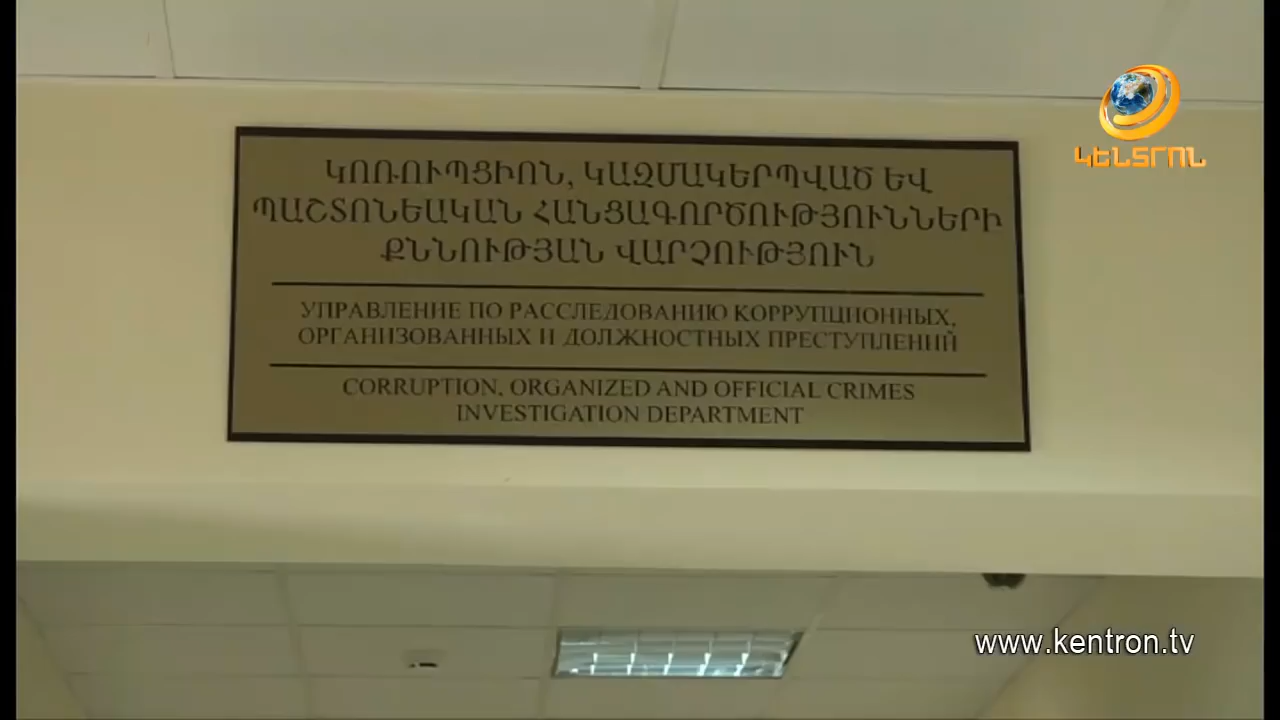 ԿԵՆՏՐՈՆ
ԿՈՌՈՒՊՑԻՈՆ, ԿԱԶՄԱԿԵՐՊՎԱԾ ԵՎ
ՊԱՇՏՈՆԵԱԿԱՆ ՀԱՆՑԱԳՈՐԾՈՒԹՅՈՒՆՆԵՐԻ
ՔՆՆՈՒԹՅԱՆ ՎԱՐՉՈՒԹՅՈՒՆ
УПРАВЛЕНИЕ ПО РАССЛЕДОВАНИЮ КОРРУПЦИОННЫХ,
ОРГАНИЗОВАННЫХ И ДОЛЖНОСТНЫХ ПРЕСТУПЛЕНИЙ
CORRUPTION, ORGANIZED AND OFFICIAL CRIMES
INVESTIGATION DEPARTMENT
www.kentron.tv